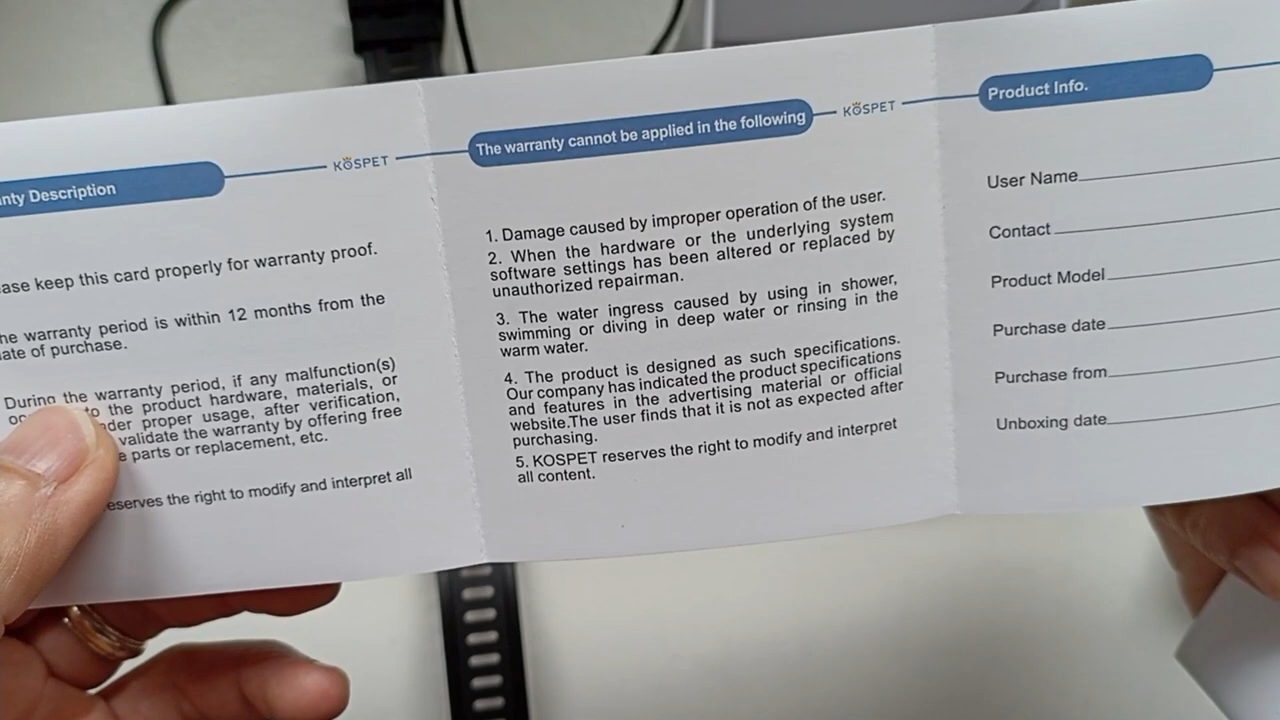 nty Description
KOSPET
ase keep this card properly for warranty proof.
he warranty period is within 12 months from the
ate of purchase.
During the warranty period, if any malfunction(s)
to the product hardware, materials, or
der proper usage, after verification,
validate the warranty by offering free
e parts or replacement, etc.
eserves the right to modify and interpret all
The warranty cannot be applied in the following
KOSPET
1. Damage caused by improper operation of the user.
2. When the hardware or the underlying system
software settings has been altered or replaced by
unauthorized repairman.
3. The water ingress caused by using in shower,
swimming or diving in deep water or rinsing in the
warm water.
4. The product is designed as such specifications.
Our company has indicated the product specifications
and features in the advertising material or official
website.The user finds that it is not as expected after
purchasing.
5. KOSPET reserves the right to modify and interpret
all content.
Product Info.
User Name
Contact
Product Model
Purchase date
Purchase from
Unboxing date